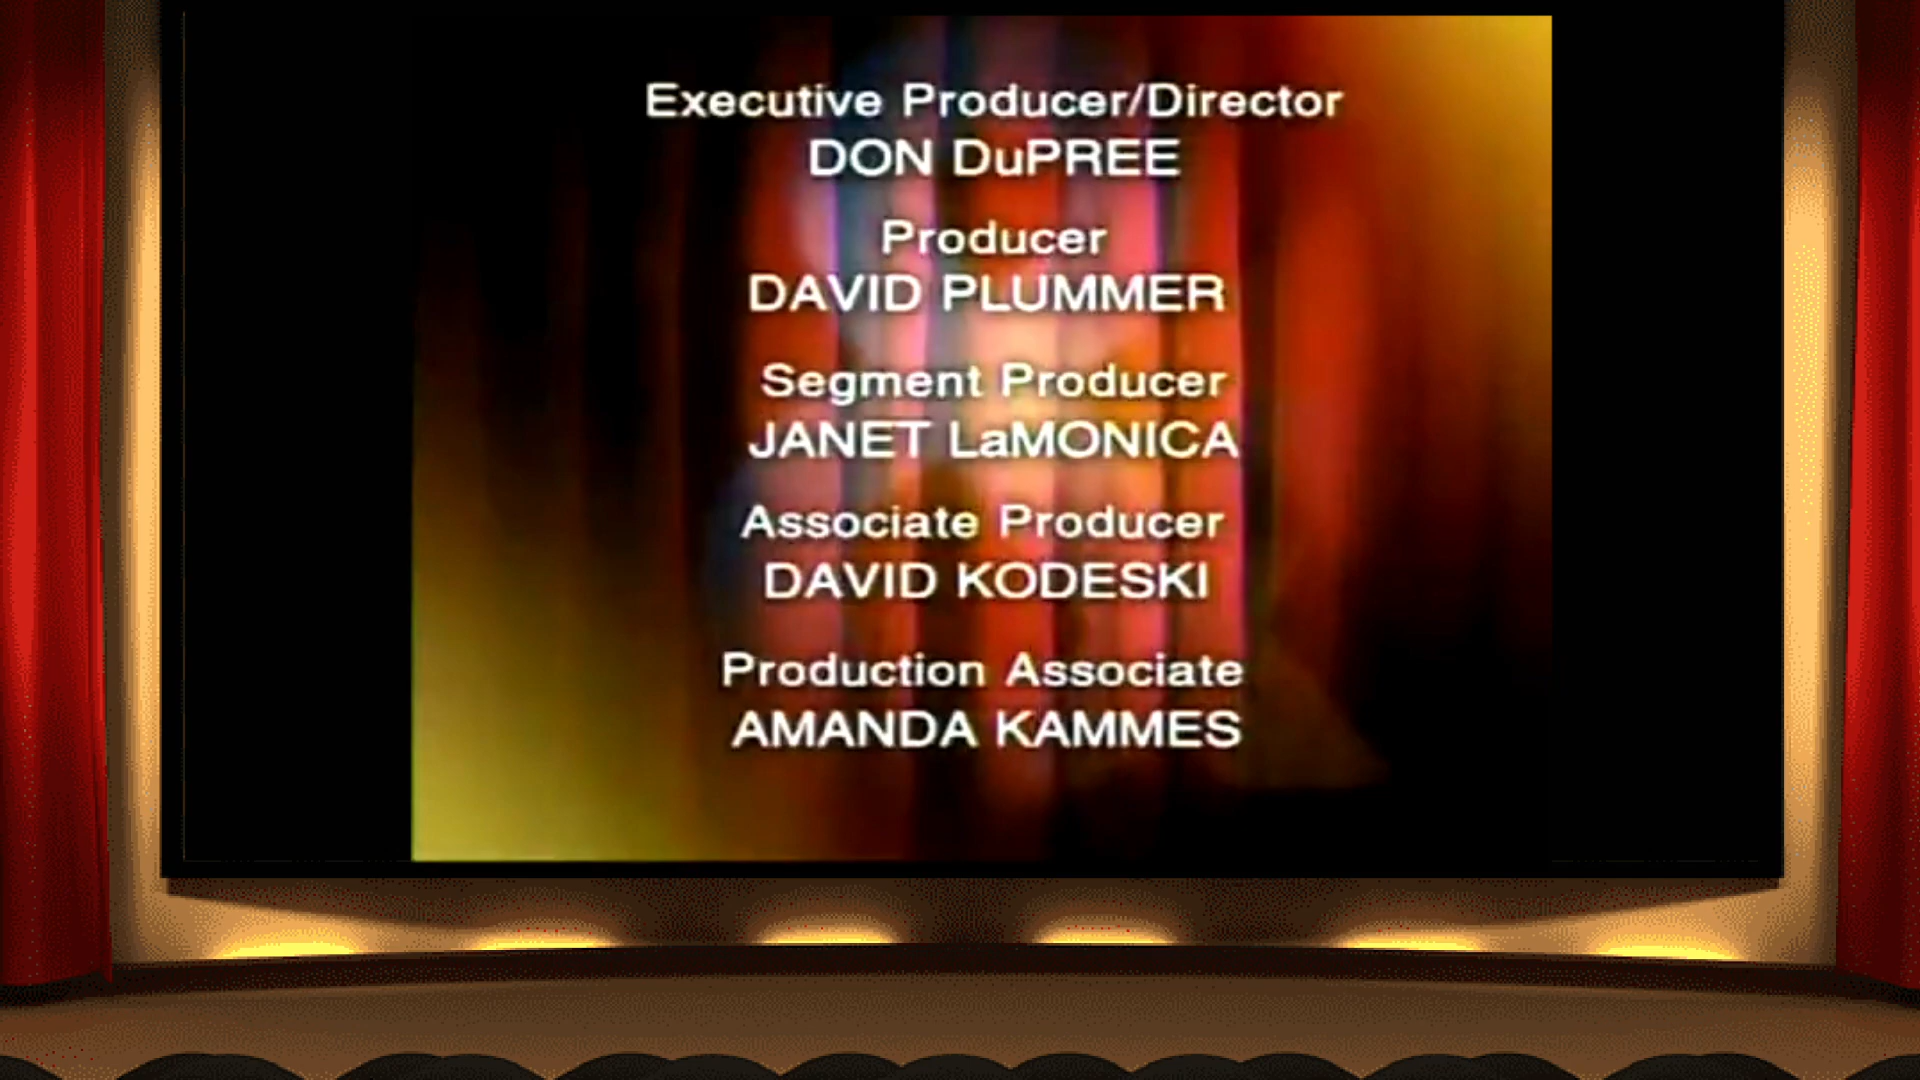 Executive Producer/Director
DON DuPREE
Producer
DAVID PLUMMER
Segment Producer
JANET LaMONICA
Associate Producer
DAVID KODESKI
Production Associate
AMANDA KAMMES